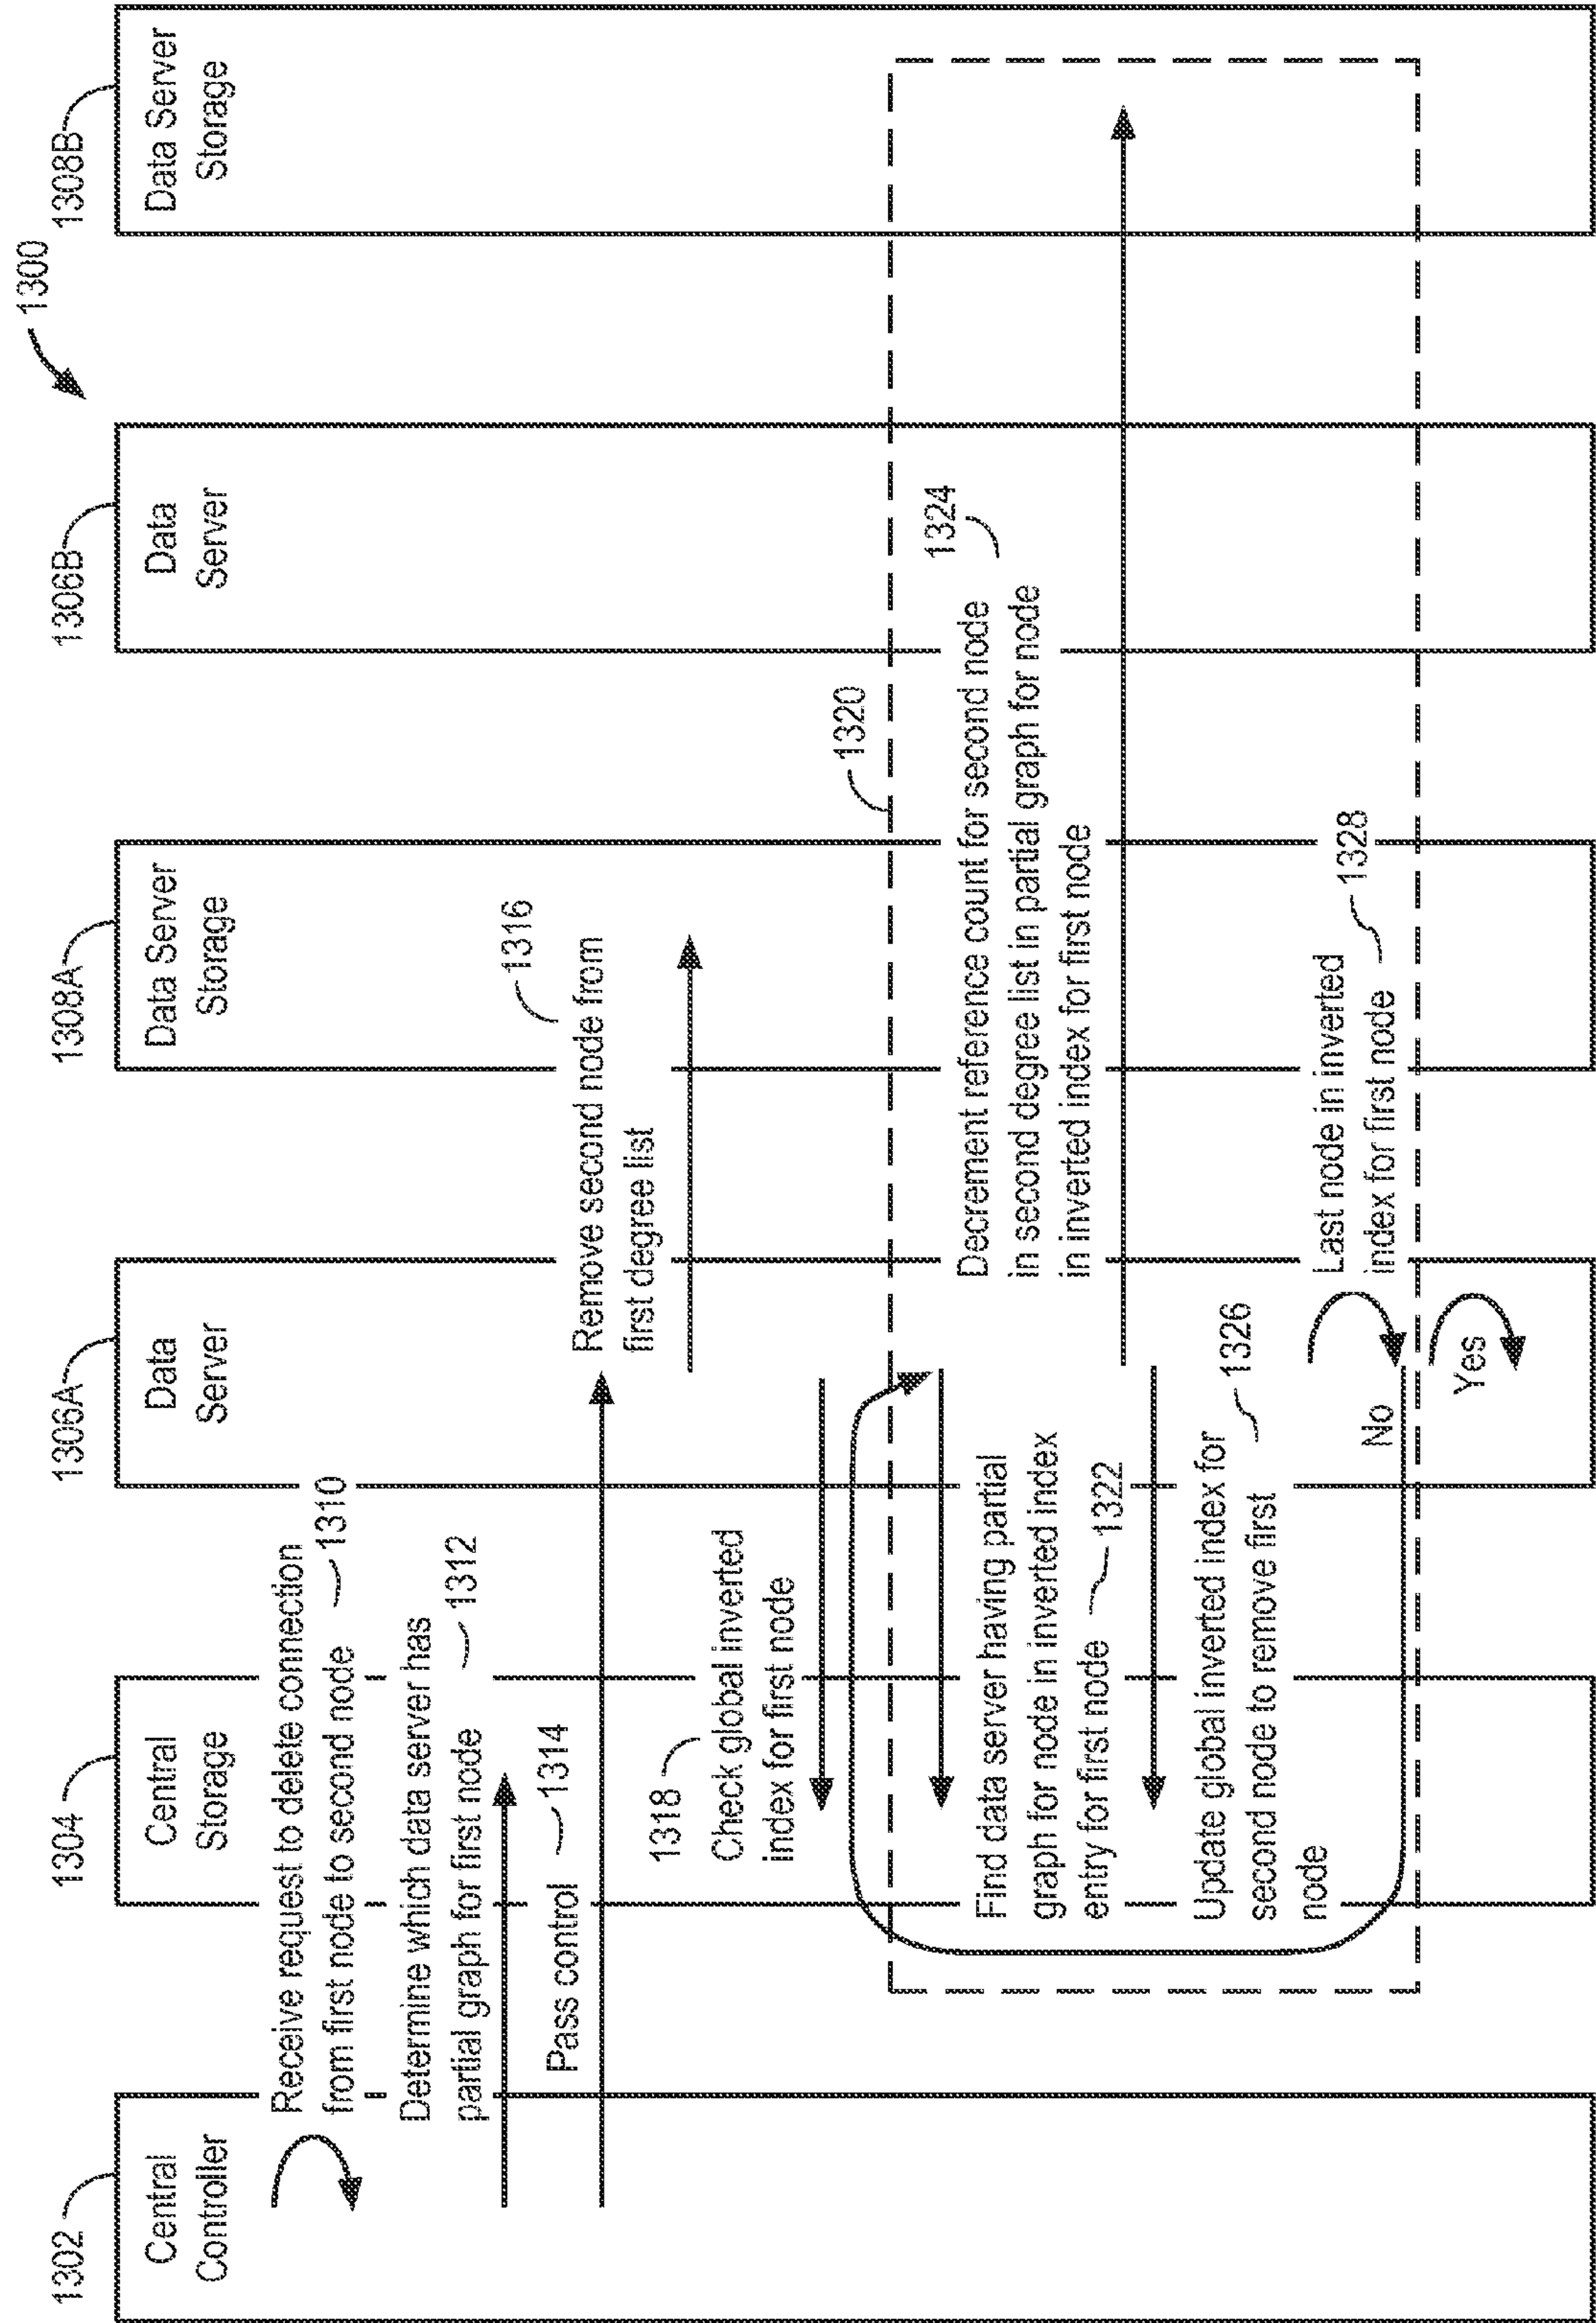 1300
1302
Central
Controller
1304
Central
Storage
1306A
Data
Server
1308A
Data Server
Storage
1306B
Data
Server
1308B
Data Server
Storage
Receive request to delete connection
from first node to second node 1310
Determine which data server has
partial graph for first node 1312
Pass control 1314
1316
Remove second node from
first degree list
1318
Check global inverted
index for first node
1320
Find data server having partial
graph for node in inverted index
entry for first node 1322
1324
Decrement reference count for second node
in second degree list in partial graph for node
in inverted index for first node
Update global inverted index for 1326
second node to remove first
node
Last node in inverted
index for first node 1328
No
Yes